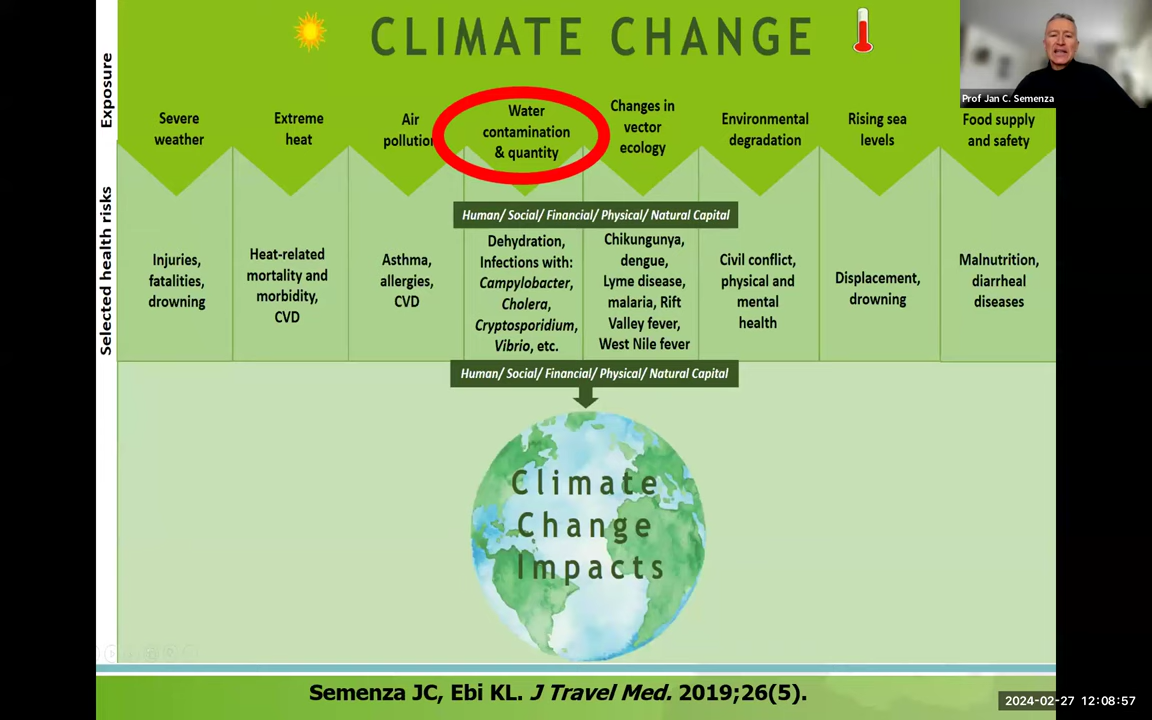 CLIMATE CHANGE
Prof Jan C. Semenza
Exposure
Severe
weather
Extreme
heat
Air
pollution
Water
contamination
& quantity
Changes in
vector
ecology
Environmental
degradation
Rising sea
levels
Food supply
and safety
Human/ Social/ Financial/ Physical/ Natural Capital
Selected health risks
Injuries,
fatalities,
drowning
Heat-related
mortality and
morbidity,
CVD
Asthma,
allergies,
CVD
Dehydration,
Infections with:
Campylobacter,
Cholera,
Cryptosporidium,
Vibrio, etc.
Chikungunya,
dengue,
Lyme disease,
malaria, Rift
Valley fever,
West Nile fever
Civil conflict,
physical and
mental
health
Displacement,
drowning
Malnutrition,
diarrheal
diseases
Human/ Social/ Financial/ Physical/ Natural Capital
Climate
Change
Impacts
Semenza JC, Ebi KL. J Travel Med. 2019;26(5).
2024-02-27 12:08:57